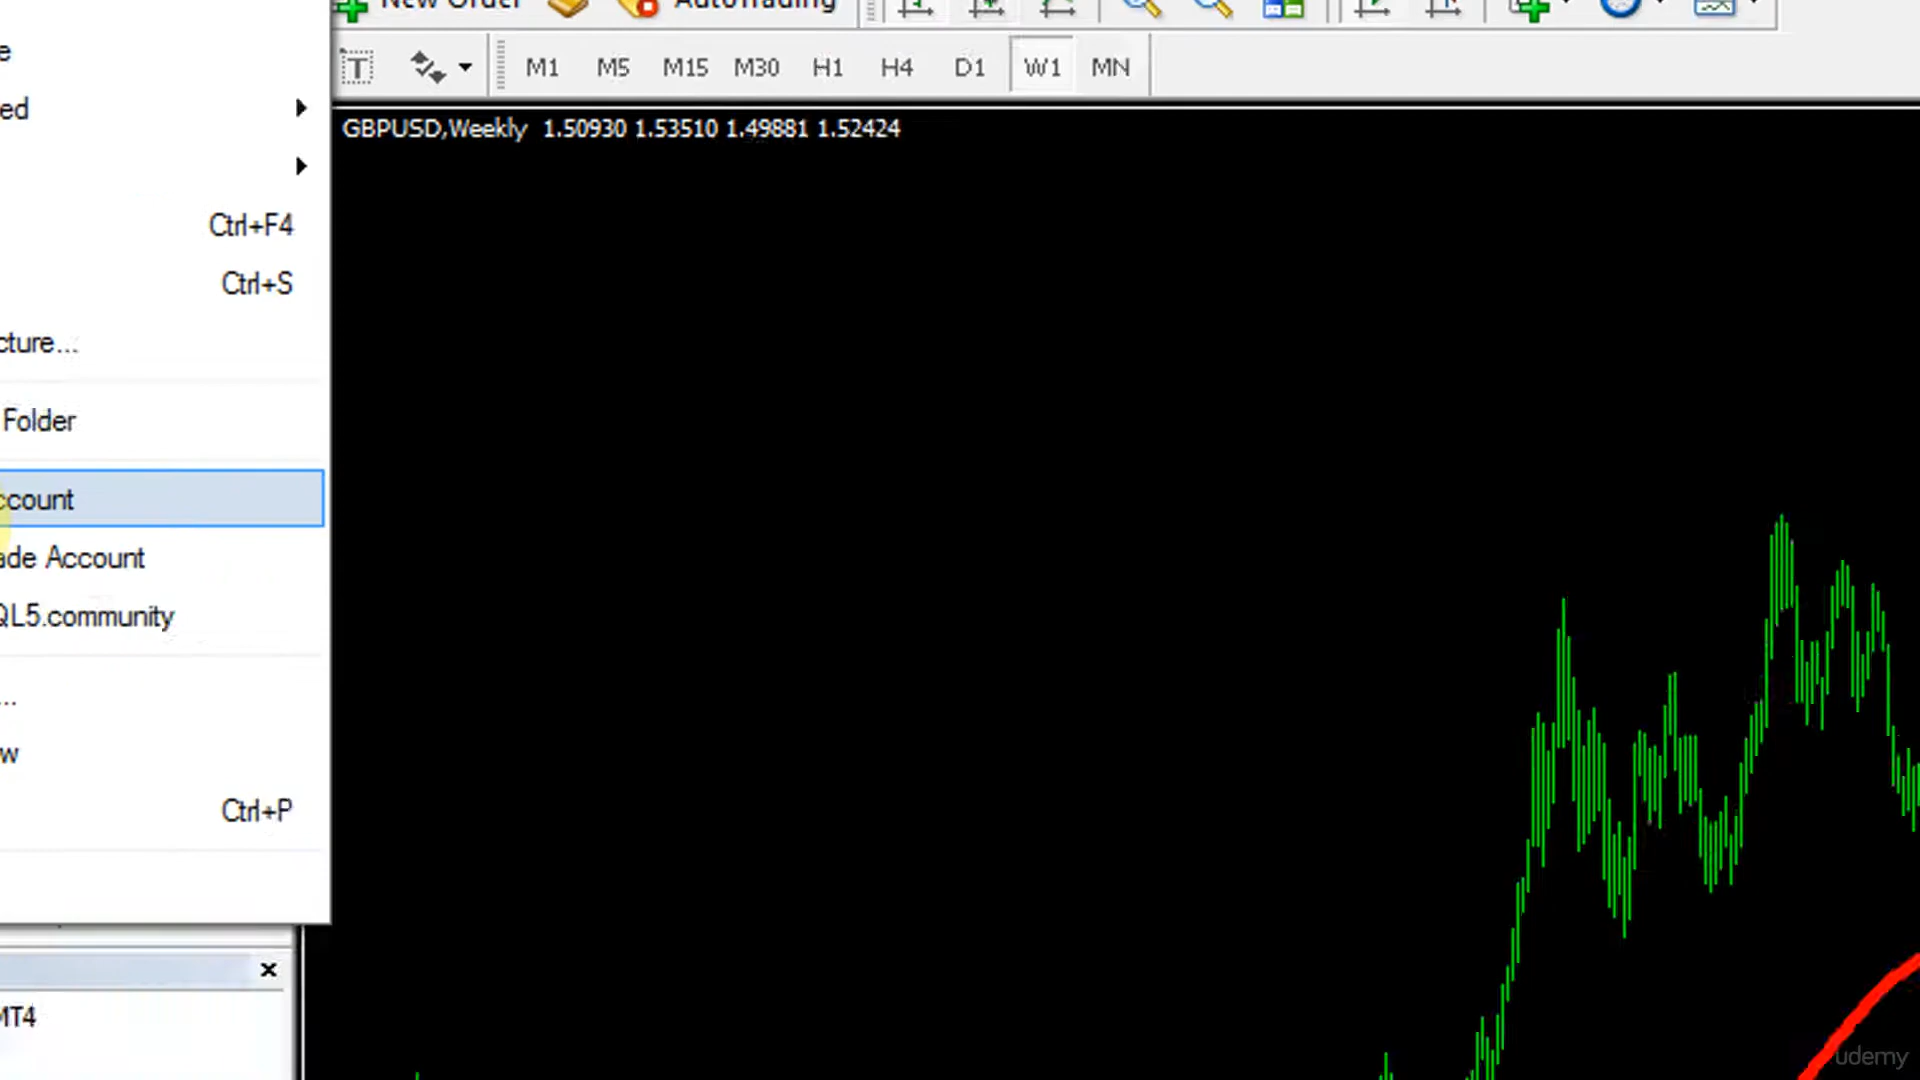 New Order AutoTrading
T M1 M5 M15 M30 H1 H4 D1 W1 MN
GBPUSD,Weekly 1.50930 1.53510 1.49881 1.52424
e
ed
Ctrl+F4
Ctrl+S
cture...
Folder
ccount
ade Account
QL5.community
...
w
Ctrl+P
MT4
udemy